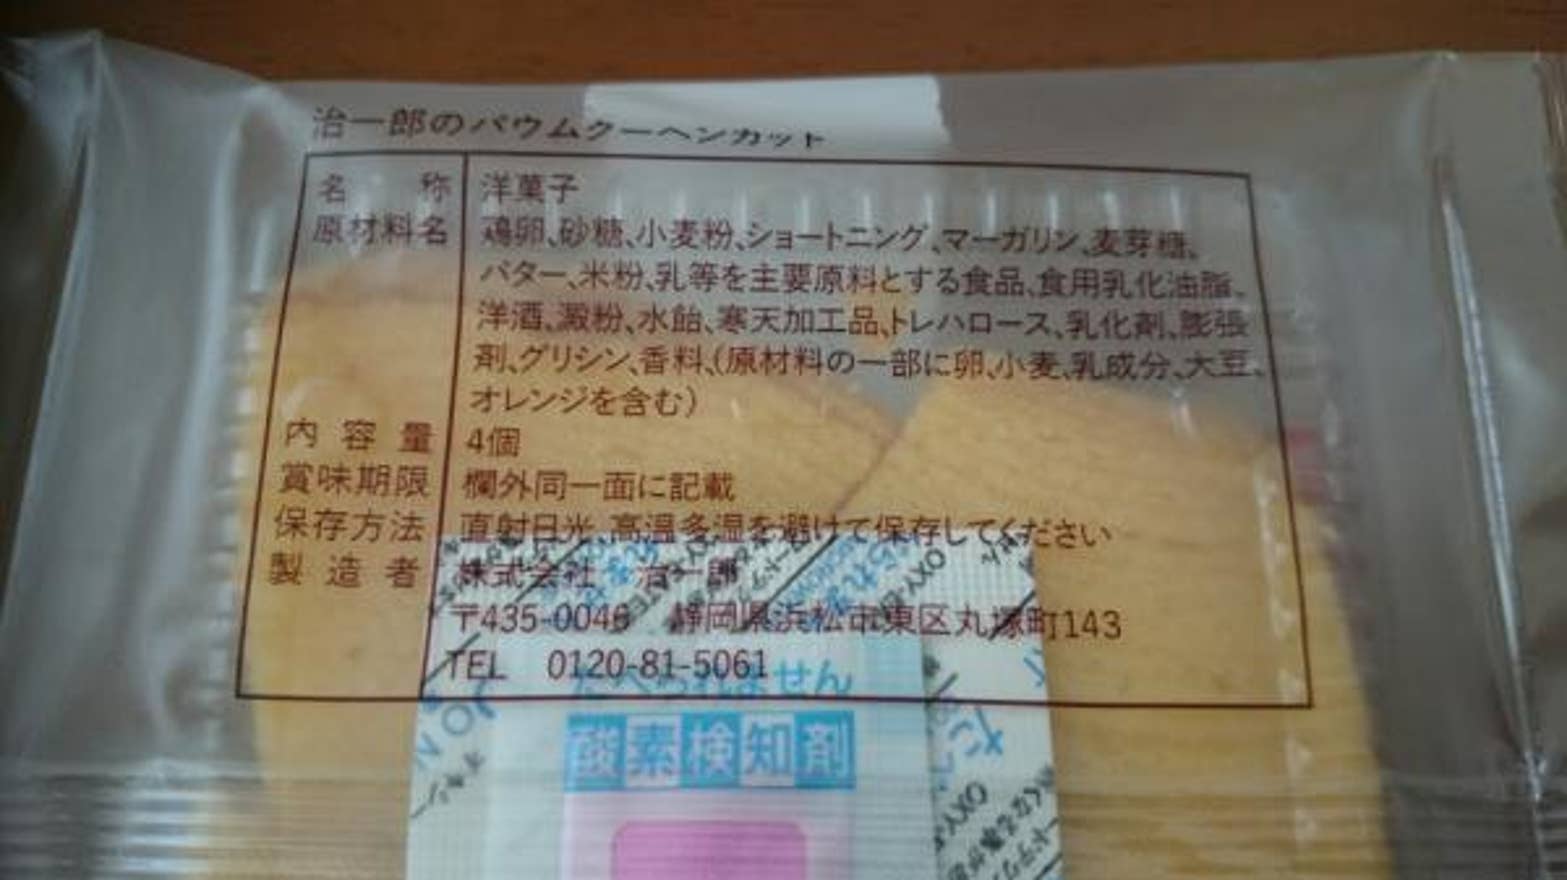 治一郎のバウムクーヘンカット
名 称 洋菓子
原材料名 鶏卵、砂糖、小麦粉、ショートニング、マーガリン、麦芽糖、
バター、米粉、乳等を主要原料とする食品、食用乳化油脂、
洋酒、澱粉、水飴、寒天加工品、トレハロース、乳化剤、膨張
剤、グリシン、香料、(原材料の一部に卵、小麦、乳成分、大豆、
オレンジを含む)
内容量 4個
賞味期限 欄外同一面に記載
保存方法 直射日光、高温多湿を避けて保存してください
製造者 株式会社 治一郎
〒435-0046 静岡県浜松市東区丸塚町143
TEL 0120-81-5061
たべられません
酸素検知剤